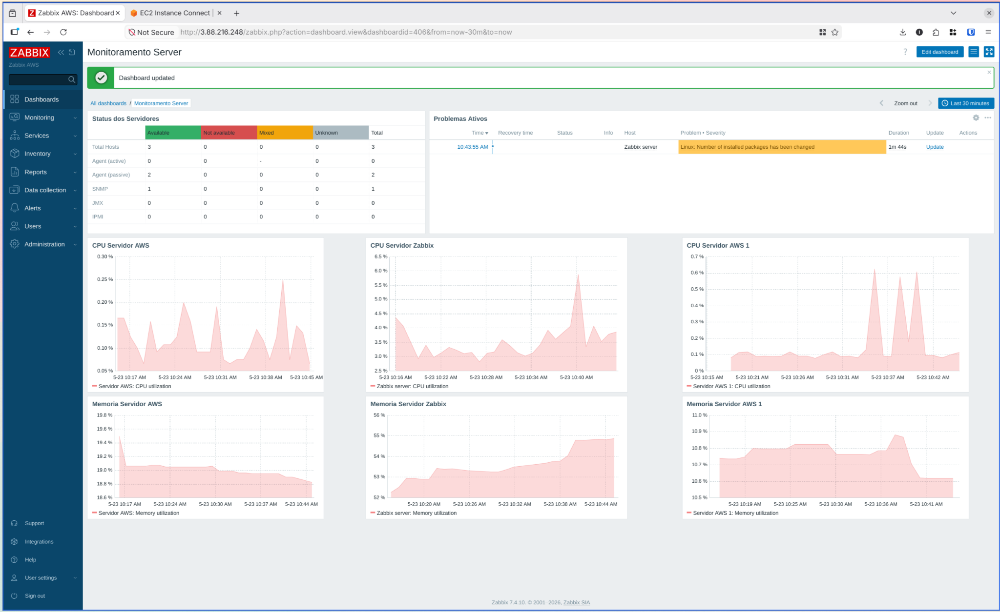 Zabbix AWS: Dashboard
EC2 Instance Connect
Not Secure http://3.88.216.248/zabbix.php?action=dashboard.view&dashboardid=406&from=now-30m&to=now
ZABBIX
Zabbix AWS
Dashboards
Monitoring
Services
Inventory
Reports
Data collection
Alerts
Users
Administration
Support
Integrations
Help
User settings
Sign out
Monitoramento Server
? Edit dashboard
Dashboard updated
All dashboards / Monitoramento Server
Zoom out Last 30 minutes
Status dos Servidores
Available Not available Mixed Unknown Total
Total Hosts 3 0 0 0 3
Agent (active) 0 0 - 0 0
Agent (passive) 2 0 0 0 2
SNMP 1 0 0 0 1
JMX 0 0 0 0 0
IPMI 0 0 0 0 0
Problemas Ativos
Time Recovery time Status Info Host Problem • Severity Duration Update Actions
10:43:55 AM Zabbix server Linux: Number of installed packages has been changed 1m 44s Update
CPU Servidor AWS
0.30 %
0.25 %
0.20 %
0.15 %
0.10 %
0.05 %
5-23 10:17 AM 5-23 10:24 AM 5-23 10:31 AM 5-23 10:38 AM 5-23 10:45 AM
Servidor AWS: CPU utilization
CPU Servidor Zabbix
6.5 %
6.0 %
5.5 %
5.0 %
4.5 %
4.0 %
3.5 %
3.0 %
2.5 %
5-23 10:16 AM 5-23 10:22 AM 5-23 10:28 AM 5-23 10:34 AM 5-23 10:40 AM
Zabbix server: CPU utilization
CPU Servidor AWS 1
0.7 %
0.6 %
0.5 %
0.4 %
0.3 %
0.2 %
0.1 %
0 %
5-23 10:15 AM 5-23 10:21 AM 5-23 10:26 AM 5-23 10:31 AM 5-23 10:37 AM 5-23 10:42 AM
Servidor AWS 1: CPU utilization
Memoria Servidor AWS
19.8 %
19.6 %
19.4 %
19.2 %
19.0 %
18.8 %
18.6 %
5-23 10:17 AM 5-23 10:24 AM 5-23 10:30 AM 5-23 10:37 AM 5-23 10:44 AM
Servidor AWS: Memory utilization
Memoria Servidor Zabbix
56 %
55 %
54 %
53 %
52 %
5-23 10:20 AM 5-23 10:26 AM 5-23 10:32 AM 5-23 10:38 AM 5-23 10:44 AM
Zabbix server: Memory utilization
Memoria Servidor AWS 1
11.0 %
10.9 %
10.8 %
10.7 %
10.6 %
10.5 %
5-23 10:19 AM 5-23 10:25 AM 5-23 10:30 AM 5-23 10:36 AM 5-23 10:41 AM
Servidor AWS 1: Memory utilization
Zabbix 7.4.10. © 2001–2026, Zabbix SIA